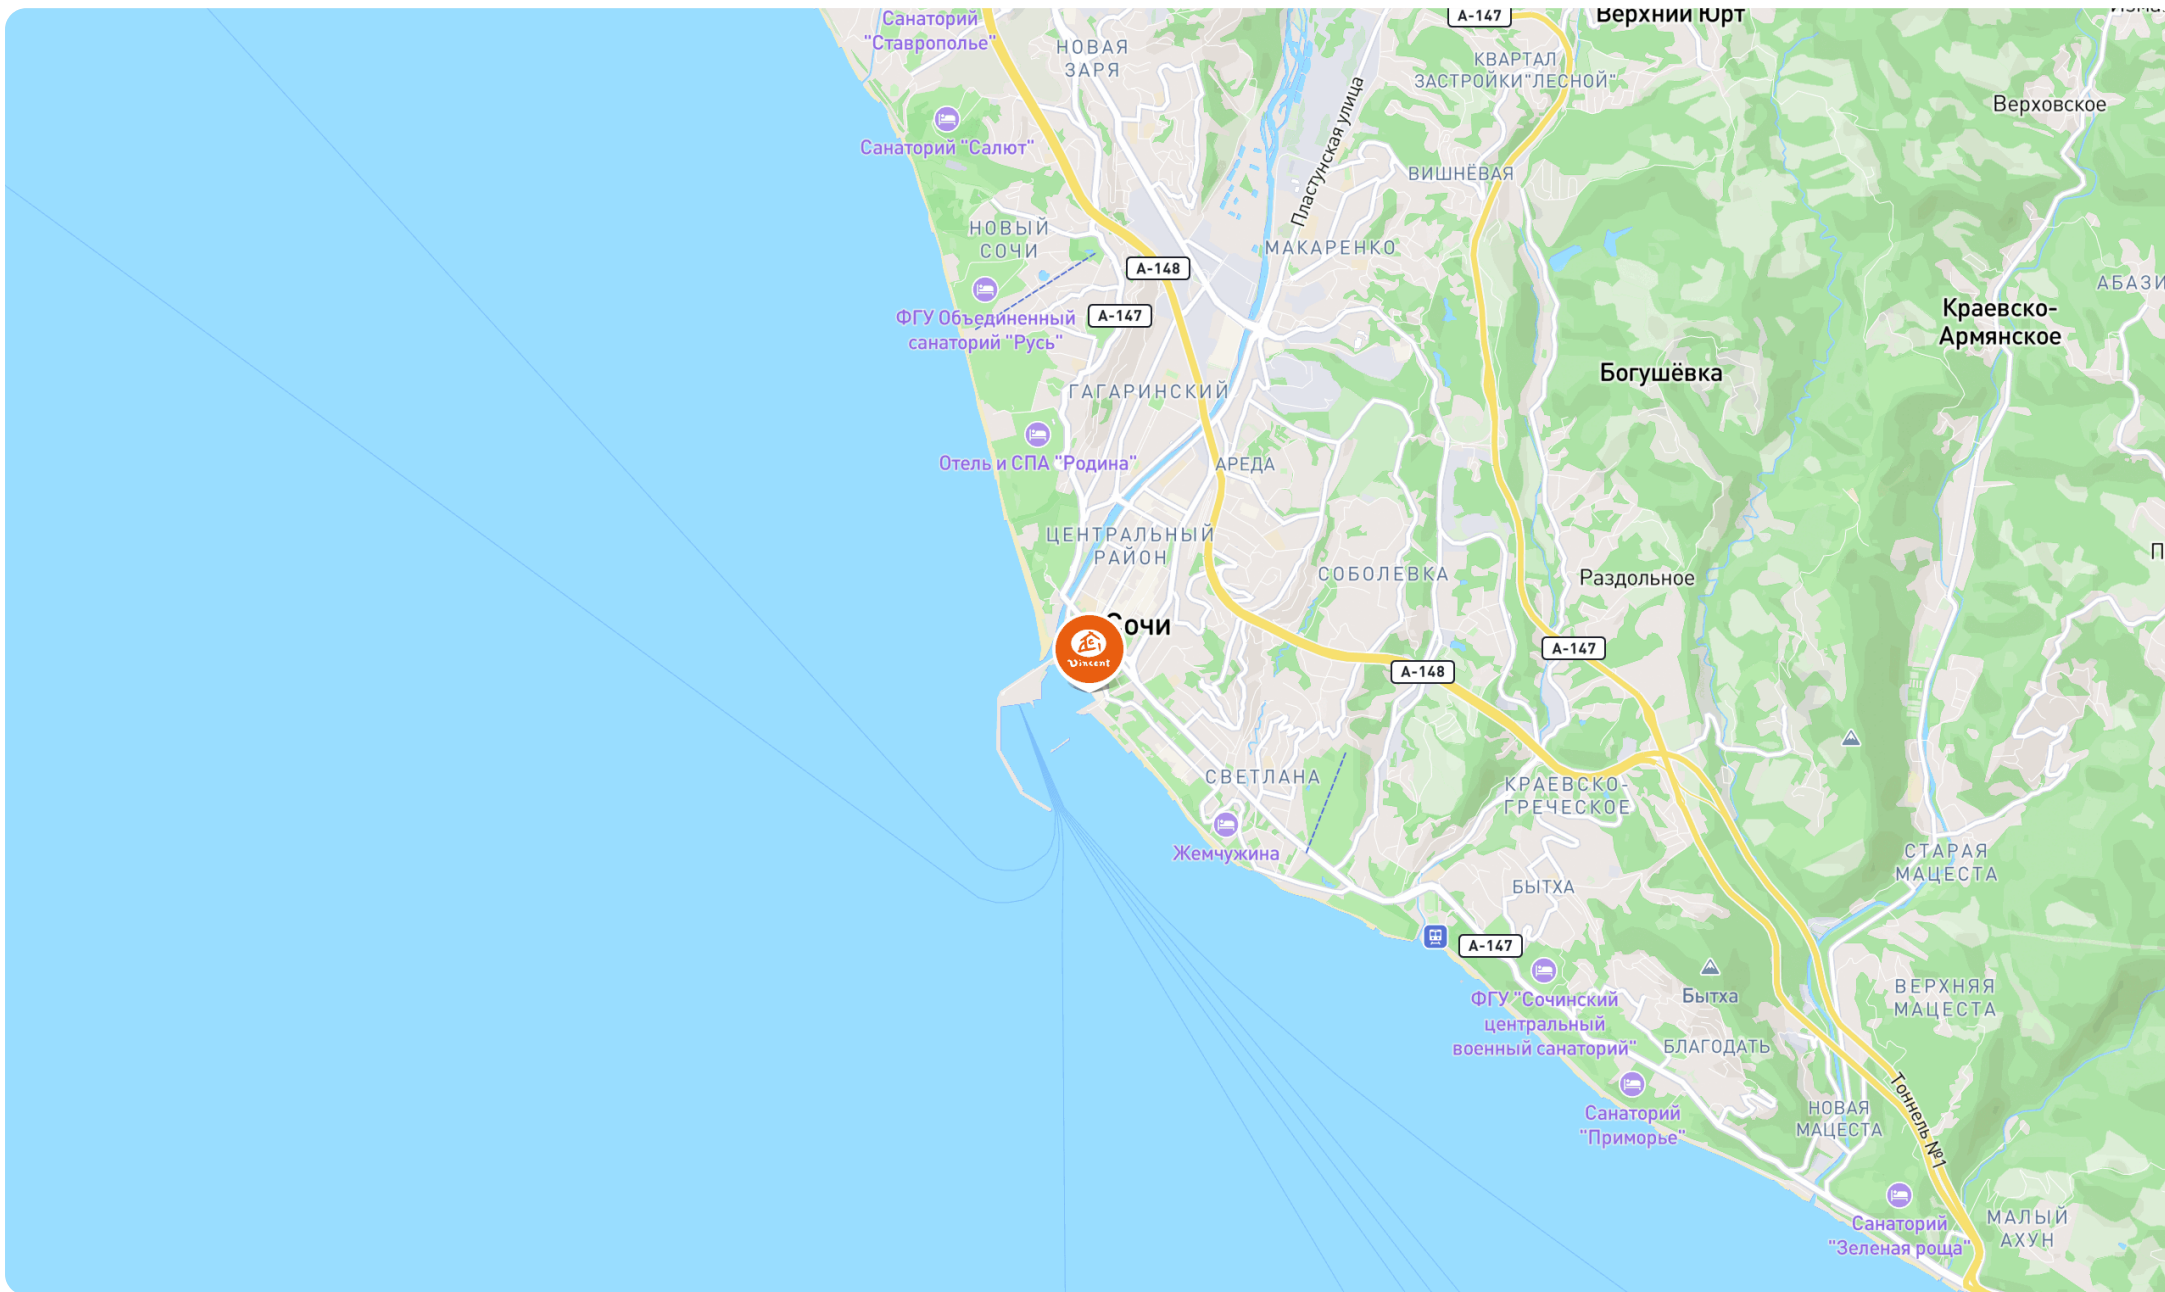 Санаторий
"Ставрополье"
НОВАЯ
ЗАРЯ
А-147
Верхний Юрт
КВАРТАЛ
ЗАСТРОЙКИ"ЛЕСНОЙ"
Верховское
Санаторий "Салют"
Пластунская улица
ВИШНЁВАЯ
НОВЫЙ
СОЧИ
МАКАРЕНКО
А-148
АБАЗИ
ФГУ Объединенный
санаторий "Русь"
А-147
Краевско-
Армянское
Богушёвка
ГАГАРИНСКИЙ
Отель и СПА "Родина"
АРЕДА
ЦЕНТРАЛЬНЫЙ
РАЙОН
П
СОБОЛЕВКА
Раздольное
Сочи
Vincent
А-147
А-148
СВЕТЛАНА
КРАЕВСКО-
ГРЕЧЕСКОЕ
Жемчужина
СТАРАЯ
МАЦЕСТА
БЫТХА
А-147
ФГУ "Сочинский
центральный
военный санаторий"
Бытха
ВЕРХНЯЯ
МАЦЕСТА
БЛАГОДАТЬ
Санаторий
"Приморье"
НОВАЯ
МАЦЕСТА
Тоннель №1
Санаторий
"Зеленая роща"
МАЛЫЙ
АХУН